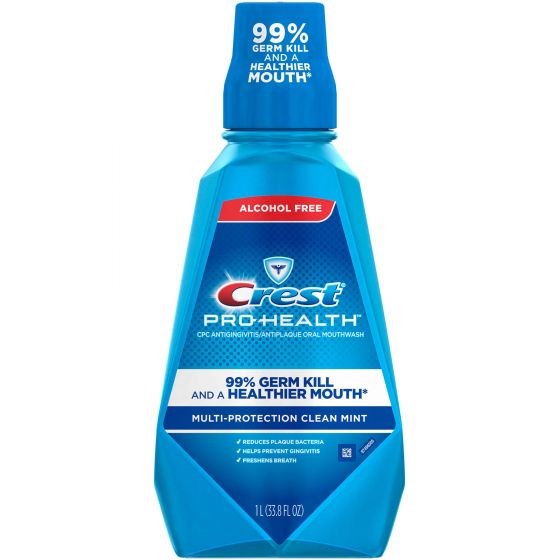 99%
GERM KILL
AND A
HEALTHIER
MOUTH*
ALCOHOL FREE
Crest
PRO-HEALTH™
CPC ANTIGINGIVITIS/ANTIPLAQUE ORAL MOUTHWASH
99% GERM KILL
AND A HEALTHIER MOUTH*
MULTI-PROTECTION CLEAN MINT
✓ REDUCES PLAQUE BACTERIA
✓ HELPS PREVENT GINGIVITIS
✓ FRESHENS BREATH
1 L (33.8 FL OZ)